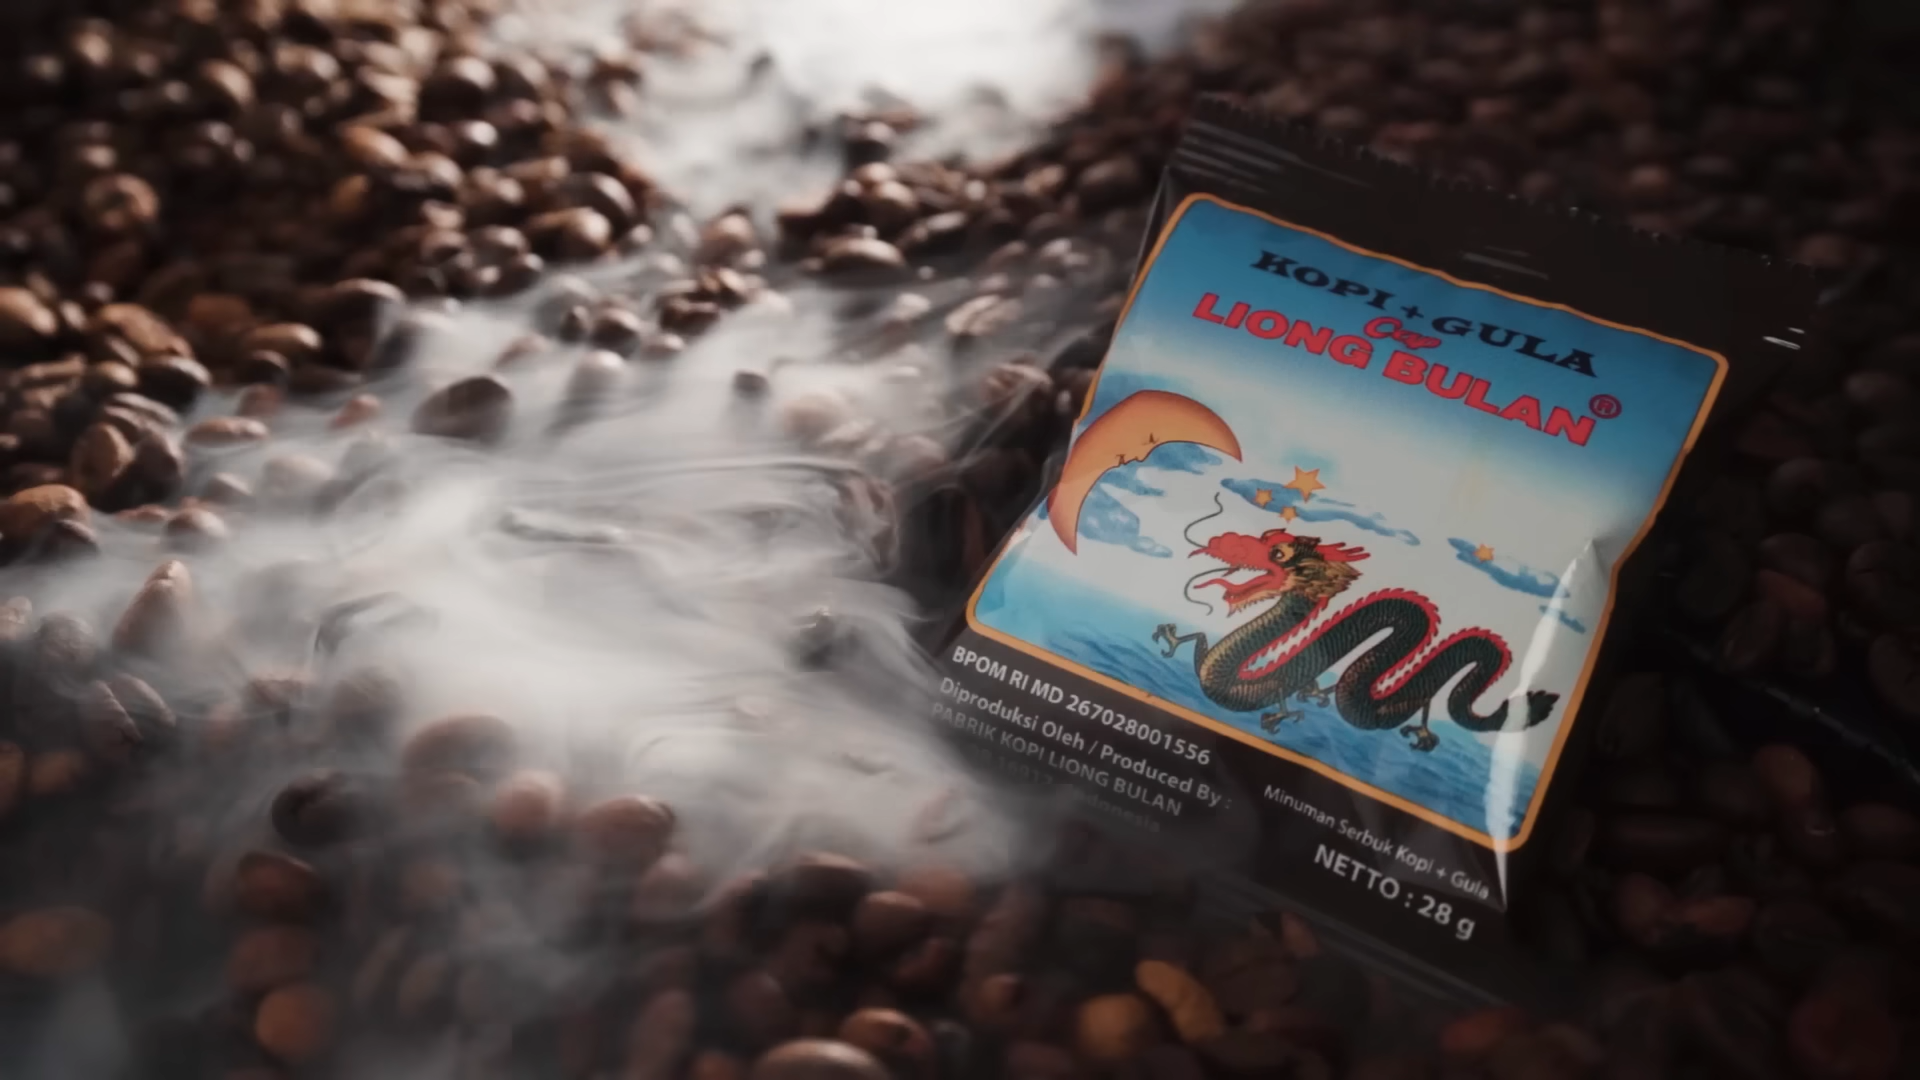 KOPI + GULA
Cap
LIONG BULAN®
BPOM RI MD 267028001556
Diproduksi Oleh / Produced By :
PABRIK KOPI LIONG BULAN
Indonesia
Minuman Serbuk Kopi + Gula
NETTO : 28 g